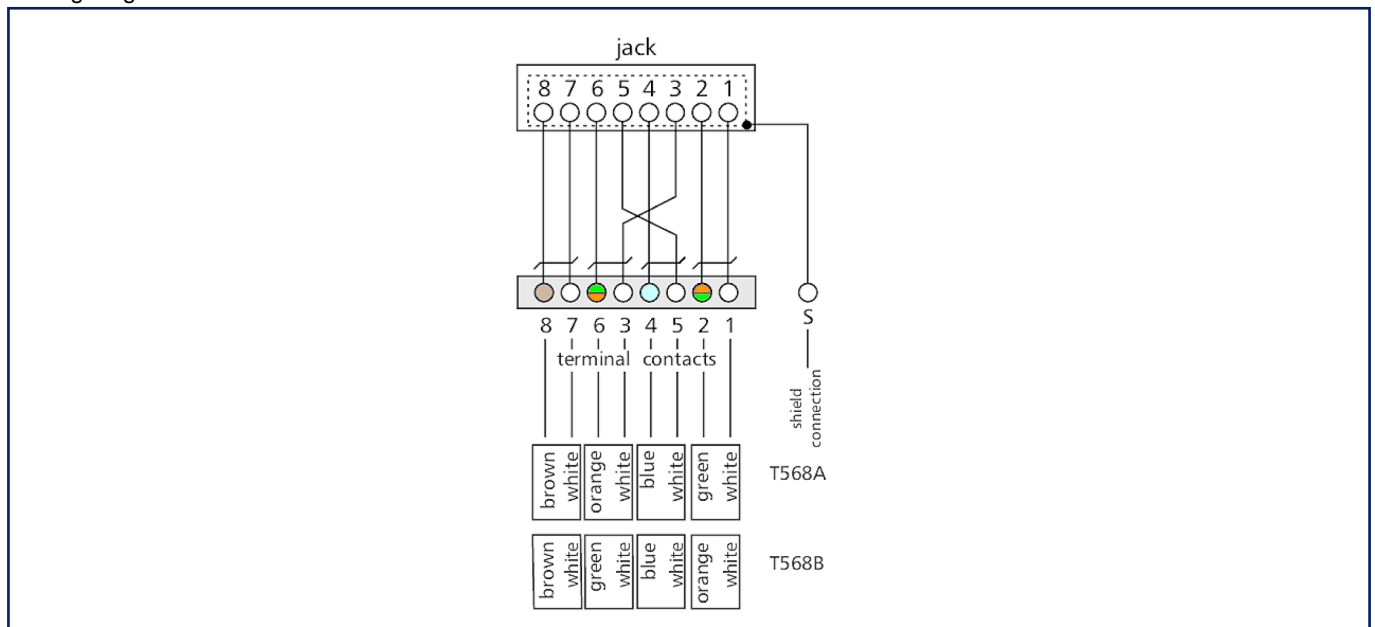 jack
8 7 6 5 4 3 2 1
8 7 6 3 4 5 2 1
S
terminal contacts
shield
connection
brown white orange white blue white green white T568A
brown white green white blue white orange white T568B